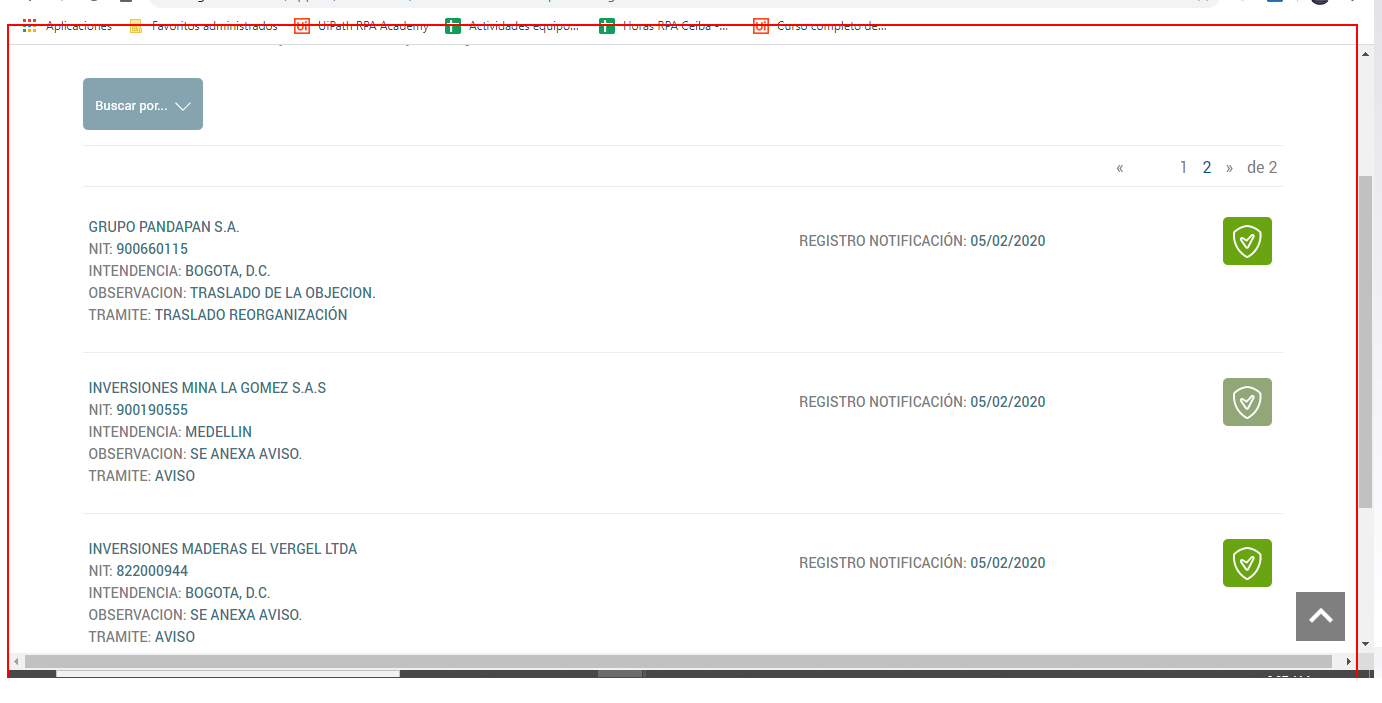 Aplicaciones Favoritos administrados Ui UiPath RPA Academy Actividades equipo... Horas RPA Ceiba -... Ui Curso completo de...
Buscar por...
« 1 2 » de 2
GRUPO PANDAPAN S.A.
NIT: 900660115
REGISTRO NOTIFICACIÓN: 05/02/2020
INTENDENCIA: BOGOTA, D.C.
OBSERVACION: TRASLADO DE LA OBJECION.
TRAMITE: TRASLADO REORGANIZACIÓN
INVERSIONES MINA LA GOMEZ S.A.S
NIT: 900190555
REGISTRO NOTIFICACIÓN: 05/02/2020
INTENDENCIA: MEDELLIN
OBSERVACION: SE ANEXA AVISO.
TRAMITE: AVISO
INVERSIONES MADERAS EL VERGEL LTDA
NIT: 822000944
REGISTRO NOTIFICACIÓN: 05/02/2020
INTENDENCIA: BOGOTA, D.C.
OBSERVACION: SE ANEXA AVISO.
TRAMITE: AVISO